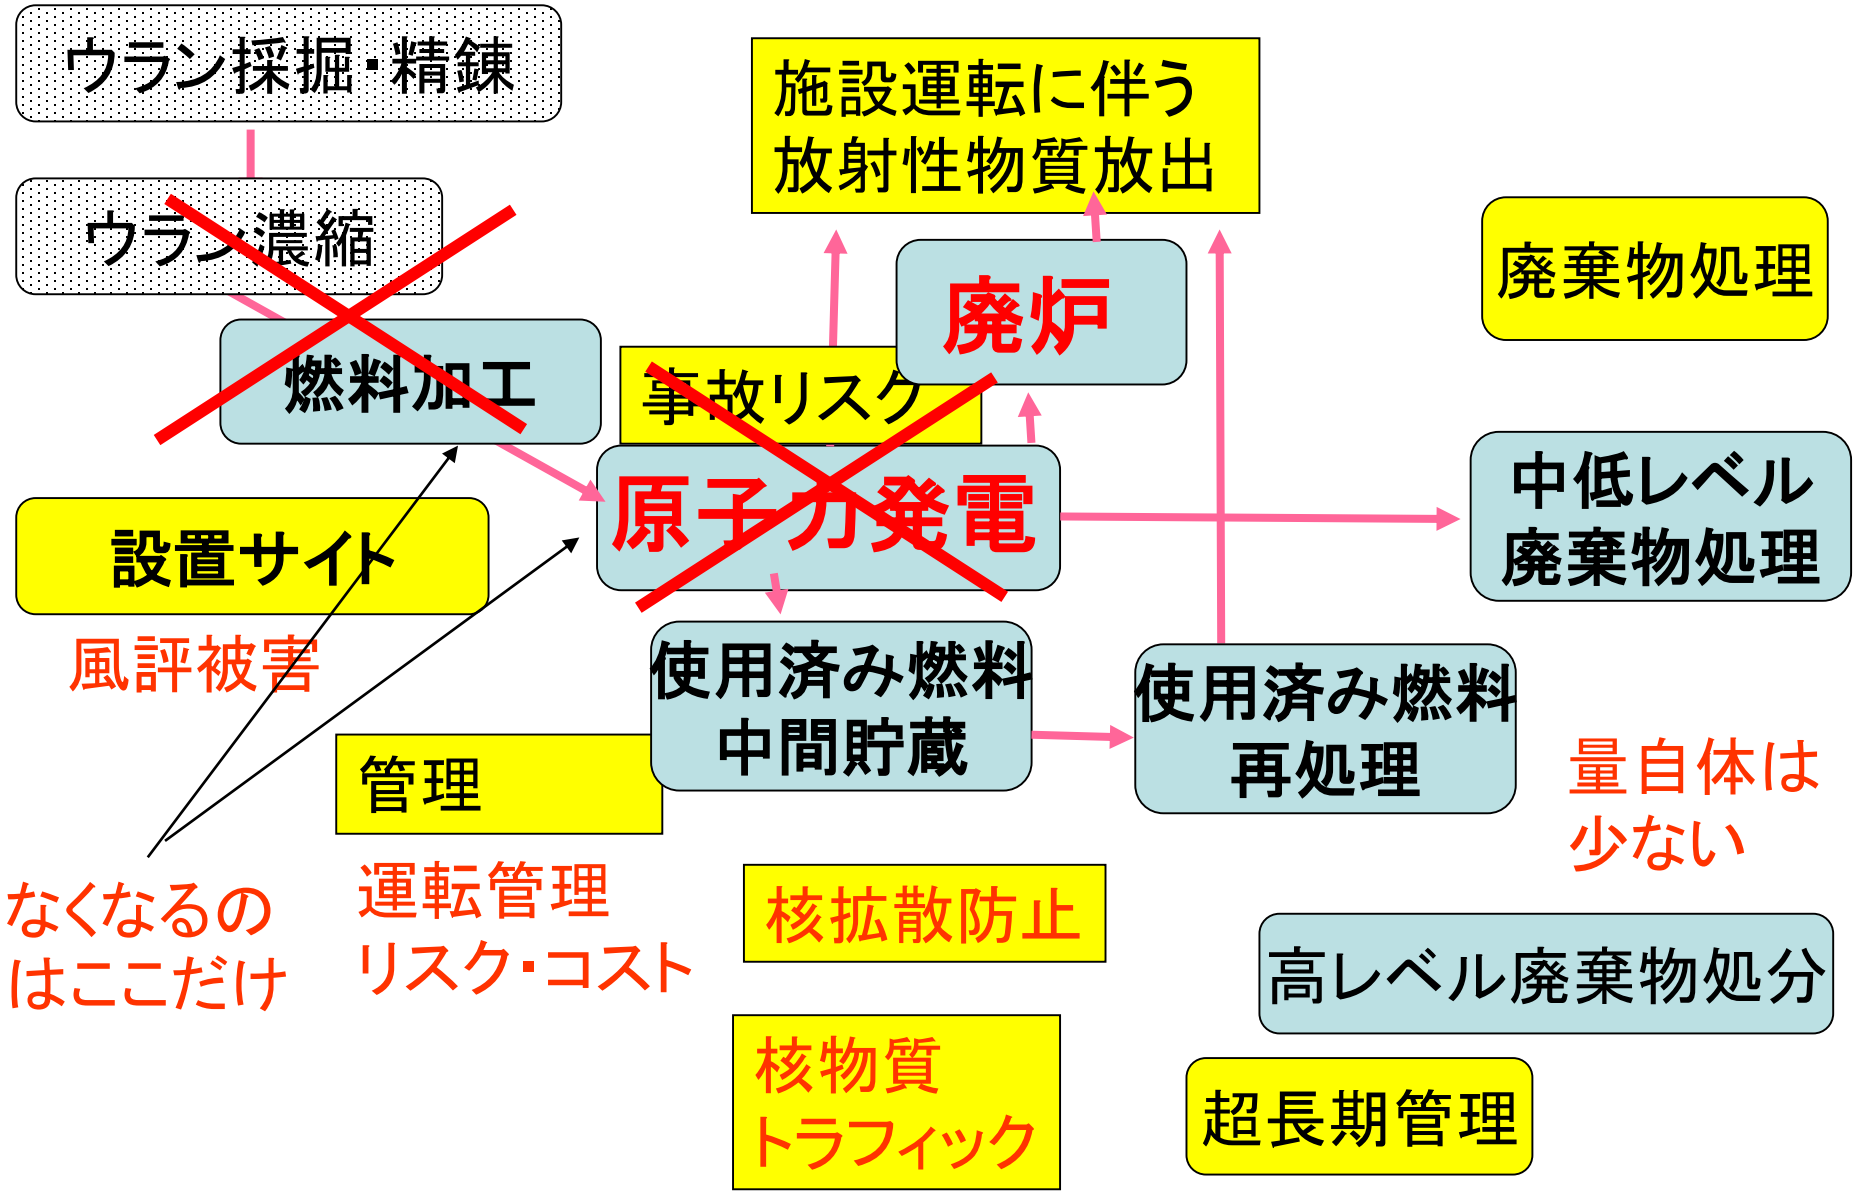 ウラン採掘・精錬
施設運転に伴う
放射性物質放出
ウラン濃縮
廃棄物処理
廃炉
燃料加工
事故リスク
原子力発電
中低レベル
廃棄物処理
設置サイト
風評被害
使用済み燃料
中間貯蔵
使用済み燃料
再処理
管理
量自体は
少ない
運転管理
リスク・コスト
なくなるの
はここだけ
核拡散防止
高レベル廃棄物処分
核物質
トラフィック
超長期管理